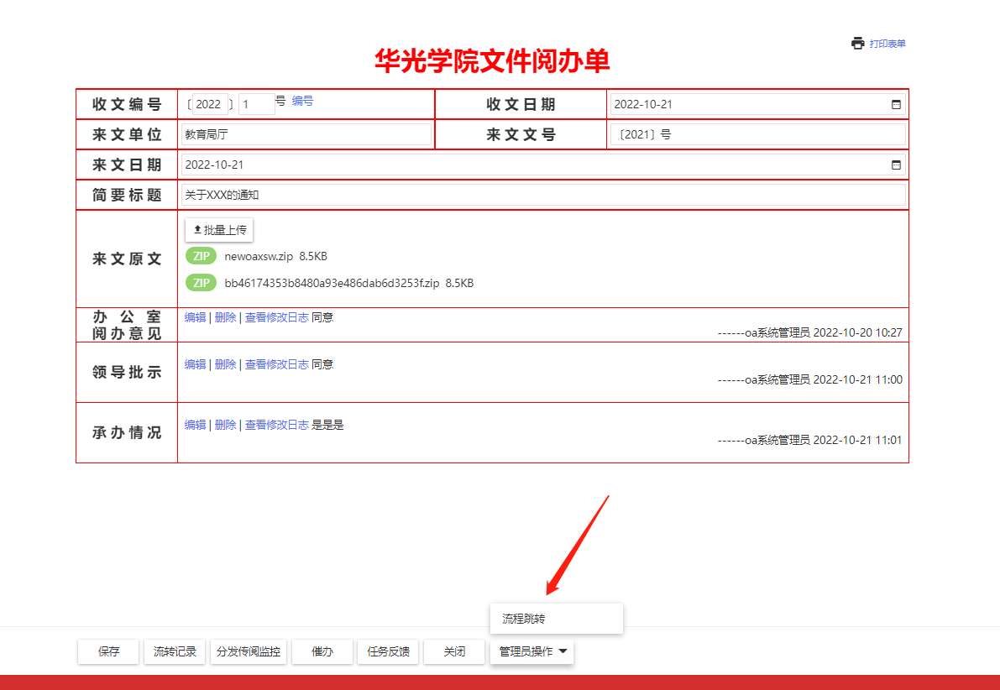 打印表单
华光学院文件阅办单
收文编号 〔 2022 〕 1 号 编号 收文日期 2022-10-21
来文单位 教育局厅 来文文号 〔2021〕号
来文日期 2022-10-21
简要标题 关于XXX的通知
批量上传
来文原文 ZIP newoaxsw.zip 8.5KB
ZIP bb46174353b8480a93e486dab6d3253f.zip 8.5KB
办公室 编辑 | 删除 | 查看修改日志 同意
阅办意见 ------oa系统管理员 2022-10-20 10:27
领导批示 编辑 | 删除 | 查看修改日志 同意
------oa系统管理员 2022-10-21 11:00
承办情况 编辑 | 删除 | 查看修改日志 是是是
------oa系统管理员 2022-10-21 11:01
流程跳转
保存 流转记录 分发传阅监控 催办 任务反馈 关闭 管理员操作